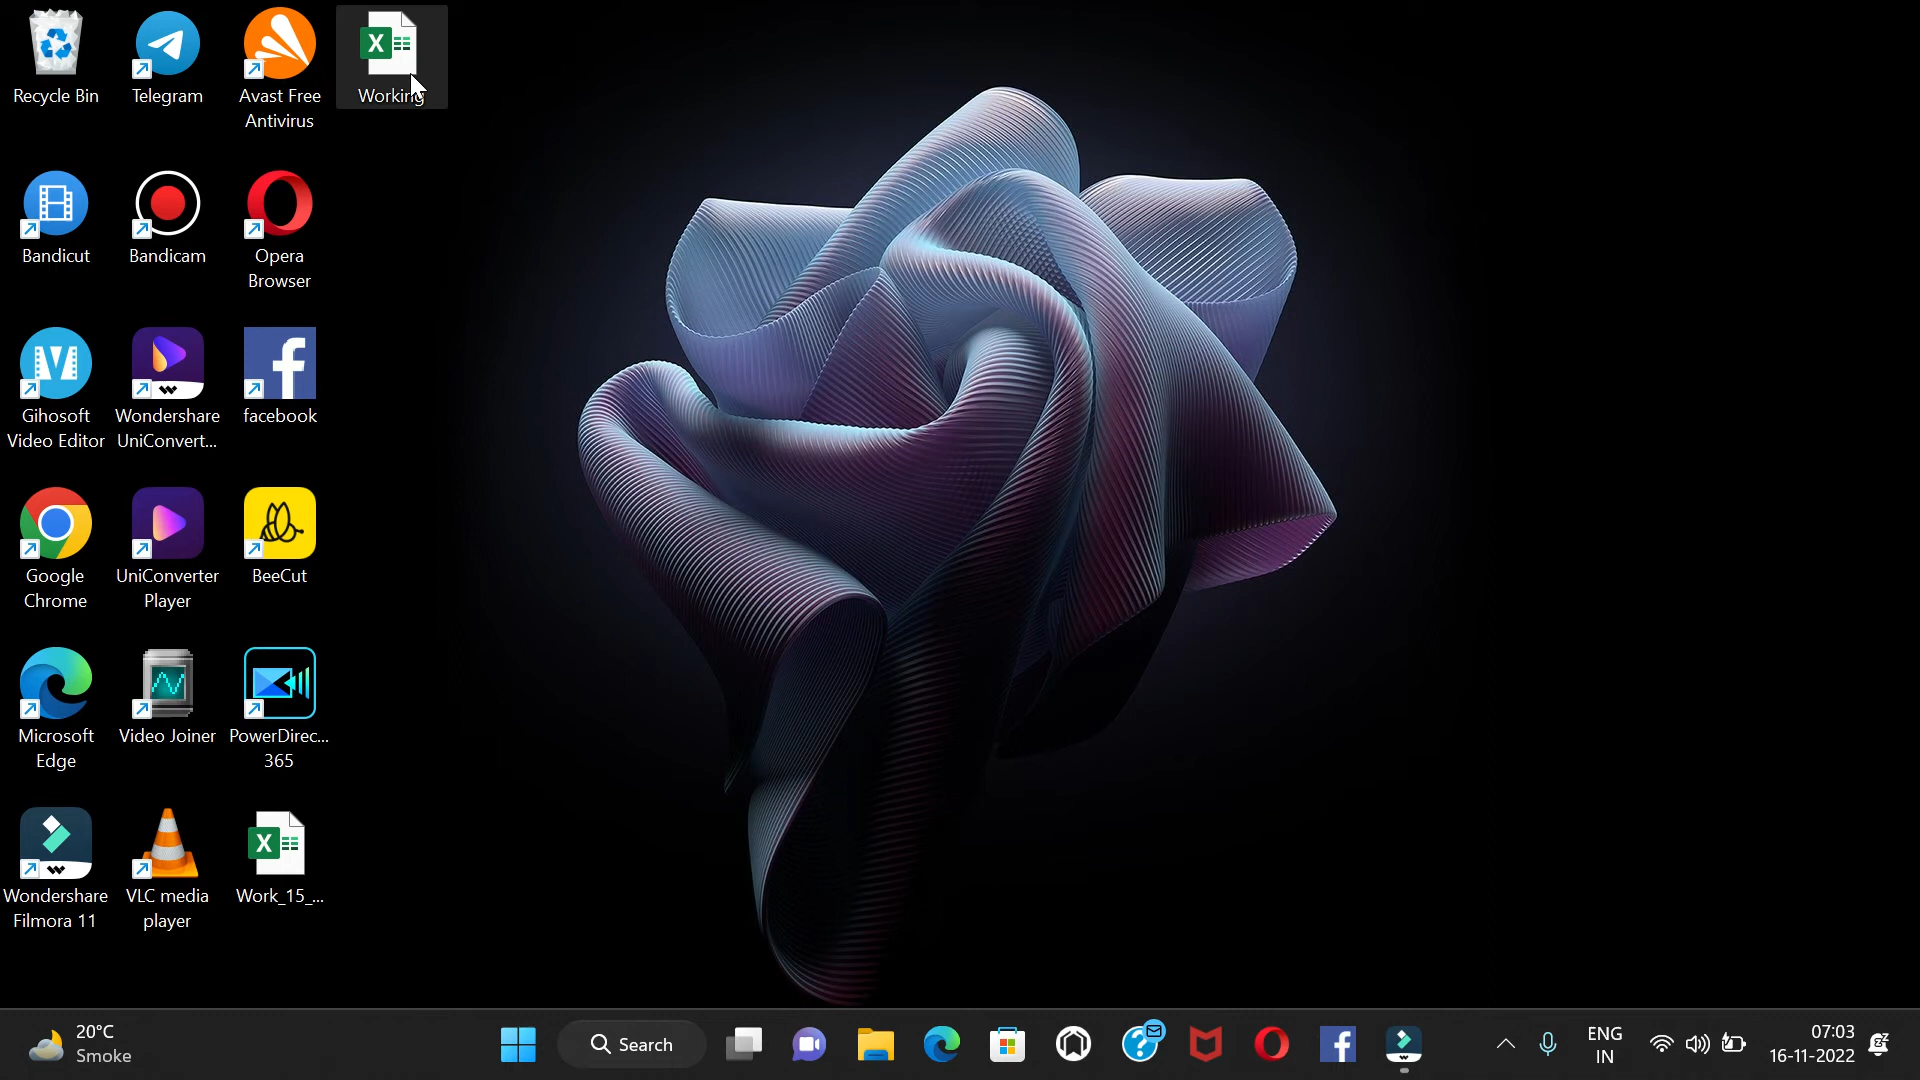 Recycle Bin
Telegram
Avast Free
Antivirus
Working
Bandicut
Bandicam
Opera
Browser
Gihosoft
Video Editor
Wondershare
UniConvert...
facebook
Google
Chrome
UniConverter
Player
BeeCut
Microsoft
Edge
Video Joiner
PowerDirec...
365
Wondershare
Filmora 11
VLC media
player
Work_15_...
20°C
Smoke
Search
ENG
IN
07:03
16-11-2022